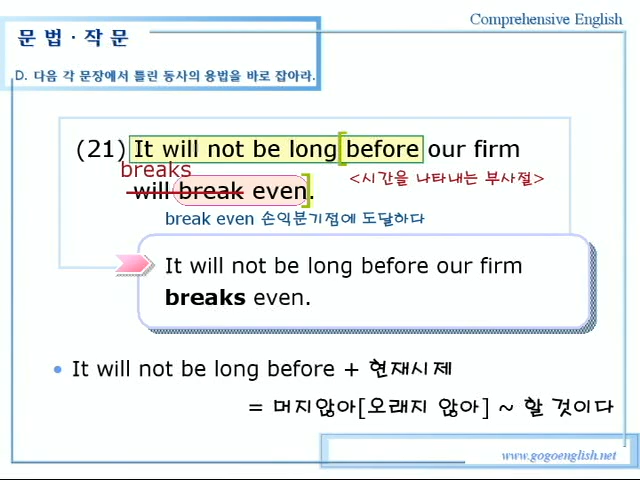 Comprehensive English
문 법 · 작 문
D. 다음 각 문장에서 틀린 동사의 용법을 바로 잡아라.
(21) It will not be long before our firm
breaks
<시간을 나타내는 부사절>
will break even.
break even 손익분기점에 도달하다
It will not be long before our firm
breaks even.
• It will not be long before + 현재시제
= 머지않아[오래지 않아] ~ 할 것이다
www.gogoenglish.net